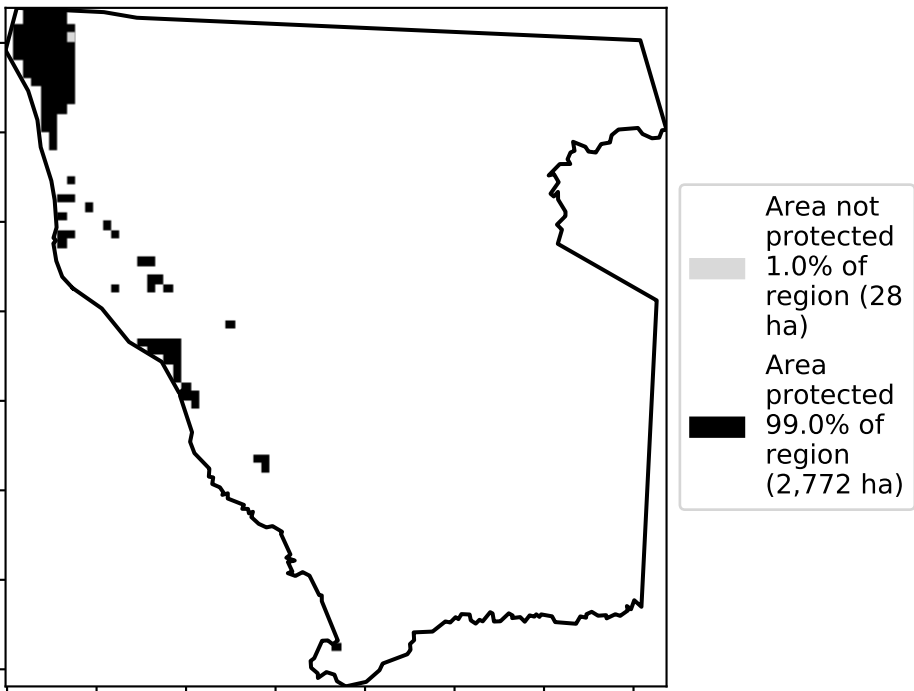 Area not
protected
1.0% of
region (28
ha)
Area
protected
99.0% of
region
(2,772 ha)